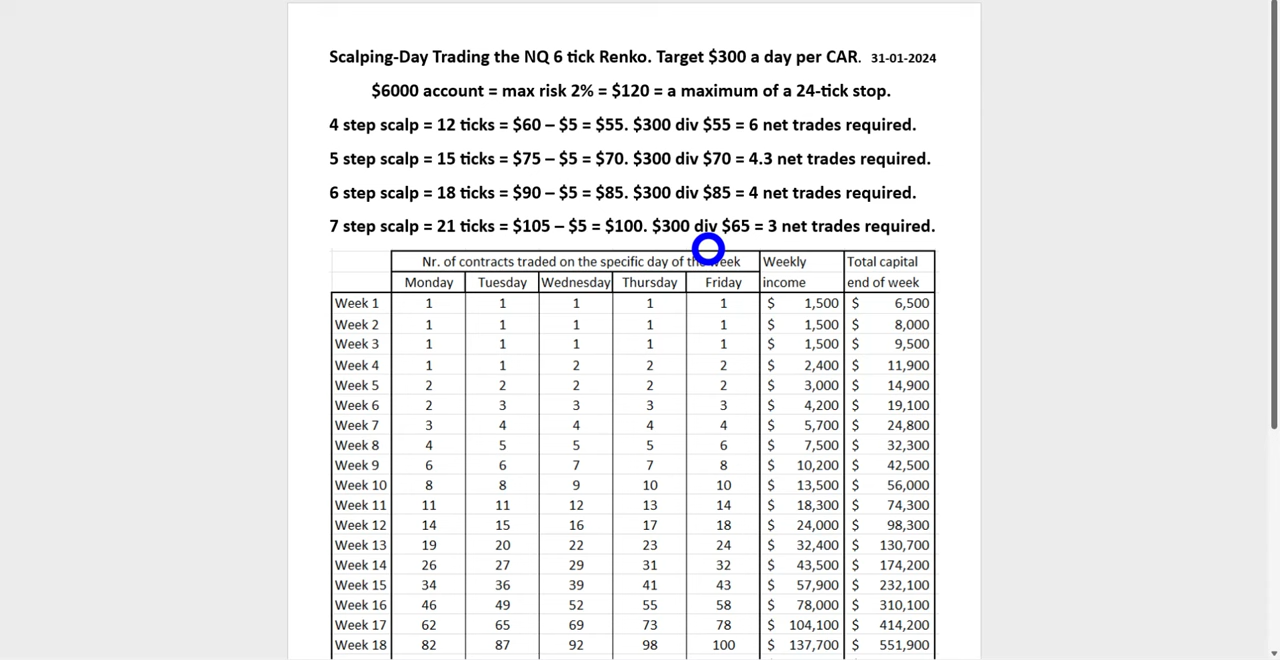 Scalping-Day Trading the NQ 6 tick Renko. Target $300 a day per CAR. 31-01-2024
$6000 account = max risk 2% = $120 = a maximum of a 24-tick stop.
4 step scalp = 12 ticks = $60 – $5 = $55. $300 div $55 = 6 net trades required.
5 step scalp = 15 ticks = $75 – $5 = $70. $300 div $70 = 4.3 net trades required.
6 step scalp = 18 ticks = $90 – $5 = $85. $300 div $85 = 4 net trades required.
7 step scalp = 21 ticks = $105 – $5 = $100. $300 div $65 = 3 net trades required.
Nr. of contracts traded on the specific day of the week Weekly Total capital
Monday Tuesday Wednesday Thursday Friday income end of week
Week 1 1 1 1 1 1 $ 1,500 $ 6,500
Week 2 1 1 1 1 1 $ 1,500 $ 8,000
Week 3 1 1 1 1 1 $ 1,500 $ 9,500
Week 4 1 1 2 2 2 $ 2,400 $ 11,900
Week 5 2 2 2 2 2 $ 3,000 $ 14,900
Week 6 2 3 3 3 3 $ 4,200 $ 19,100
Week 7 3 4 4 4 4 $ 5,700 $ 24,800
Week 8 4 5 5 5 6 $ 7,500 $ 32,300
Week 9 6 6 7 7 8 $ 10,200 $ 42,500
Week 10 8 8 9 10 10 $ 13,500 $ 56,000
Week 11 11 11 12 13 14 $ 18,300 $ 74,300
Week 12 14 15 16 17 18 $ 24,000 $ 98,300
Week 13 19 20 22 23 24 $ 32,400 $ 130,700
Week 14 26 27 29 31 32 $ 43,500 $ 174,200
Week 15 34 36 39 41 43 $ 57,900 $ 232,100
Week 16 46 49 52 55 58 $ 78,000 $ 310,100
Week 17 62 65 69 73 78 $ 104,100 $ 414,200
Week 18 82 87 92 98 100 $ 137,700 $ 551,900